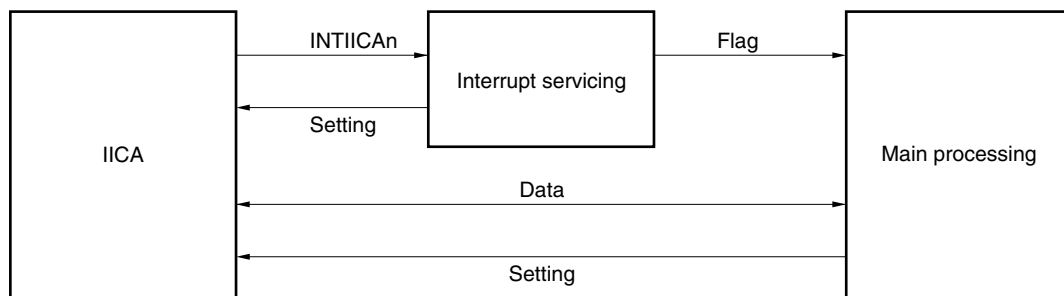 INTIICAn
Flag
Interrupt servicing
Setting
IICA
Main processing
Data
Setting